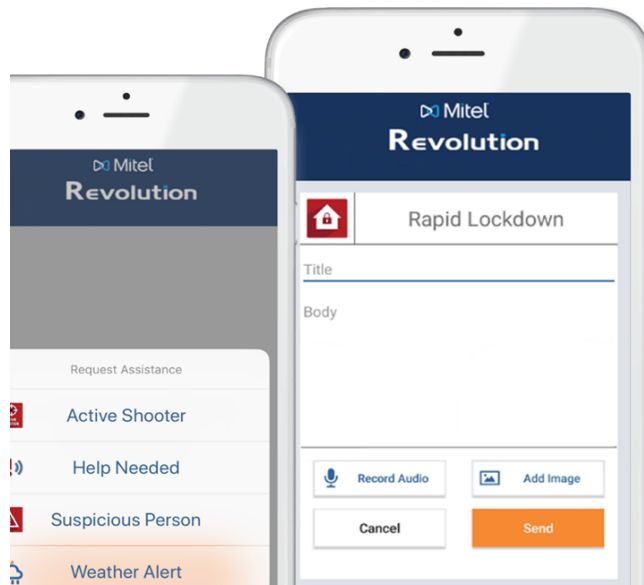 Mitel
Revolution
Request Assistance
Active Shooter
Help Needed
Suspicious Person
Weather Alert
Mitel
Revolution
Rapid Lockdown
Title
Body
Record Audio
Add Image
Cancel
Send